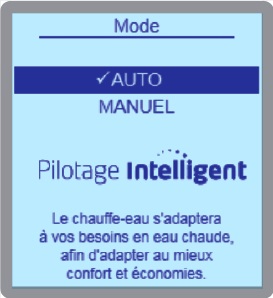 Mode
✓AUTO
MANUEL
Pilotage Intelligent
Le chauffe-eau s'adaptera
à vos besoins en eau chaude,
afin d'adapter au mieux
confort et économies.